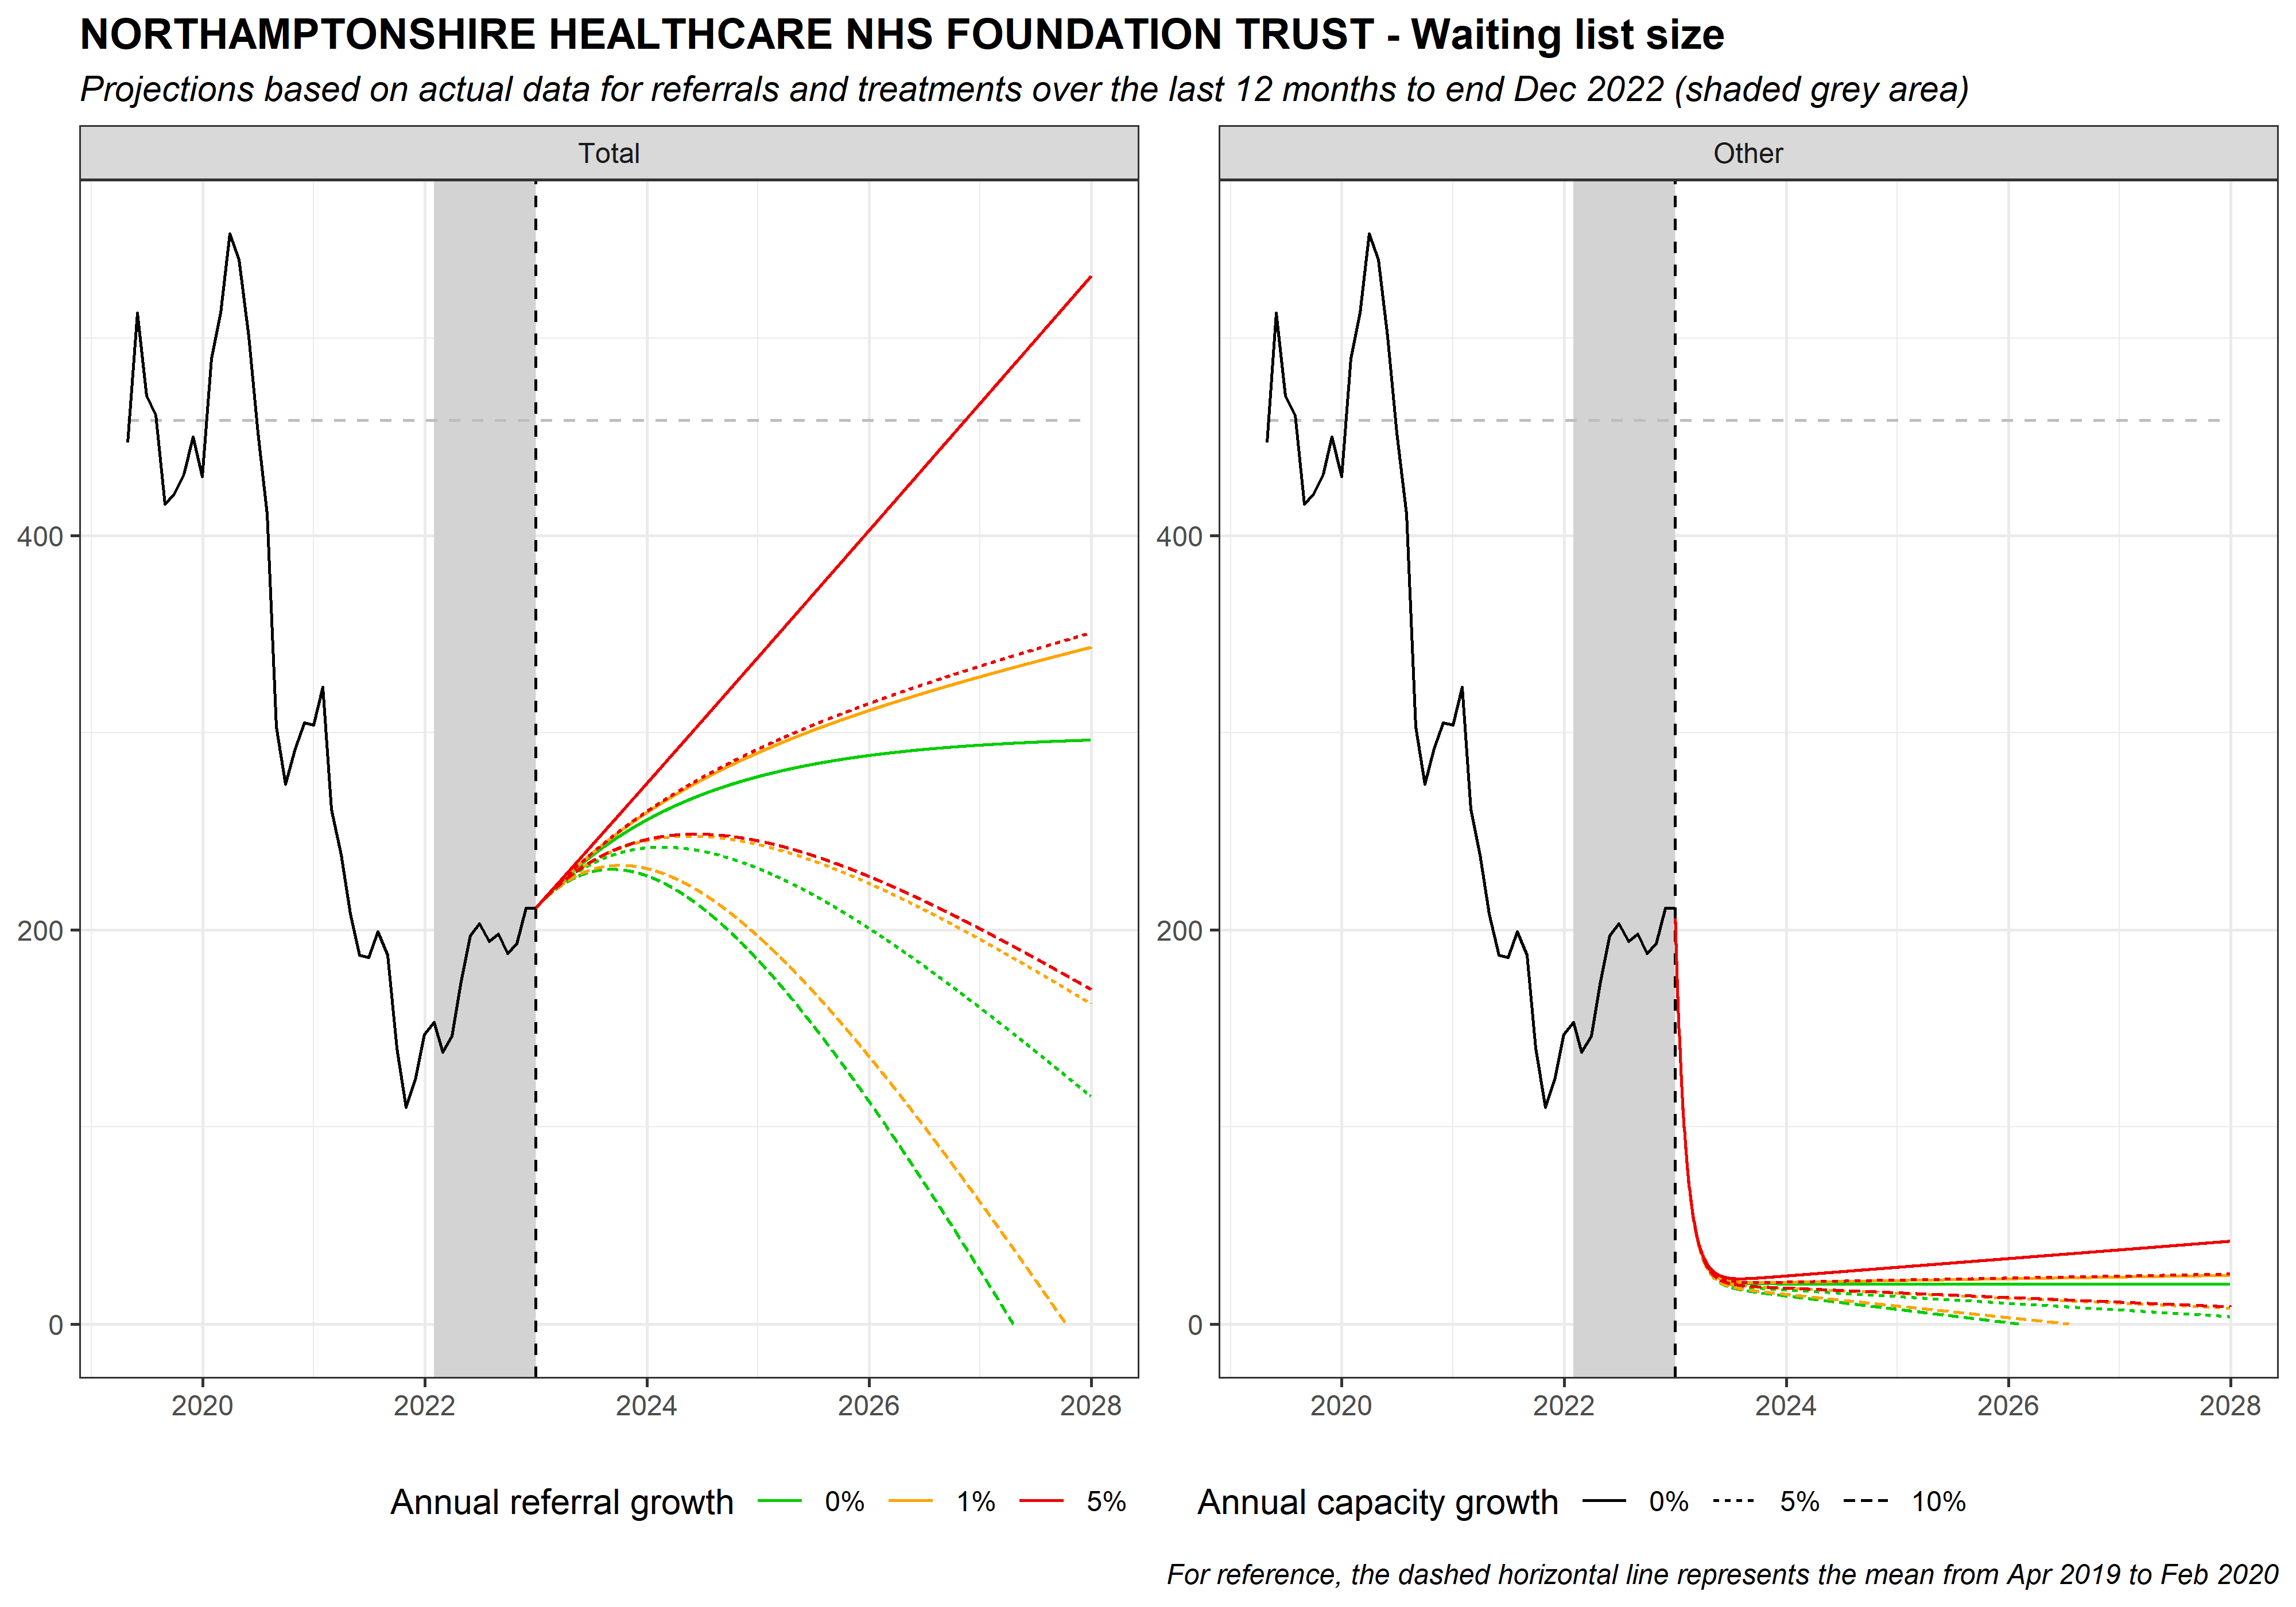 NORTHAMPTONSHIRE HEALTHCARE NHS FOUNDATION TRUST - Waiting list size
Projections based on actual data for referrals and treatments over the last 12 months to end Dec 2022 (shaded grey area)
Total
Other
400
200
0
400
200
0
2020 2022 2024 2026 2028
2020 2022 2024 2026 2028
Annual referral growth 0% 1% 5%
Annual capacity growth 0% 5% 10%
For reference, the dashed horizontal line represents the mean from Apr 2019 to Feb 2020